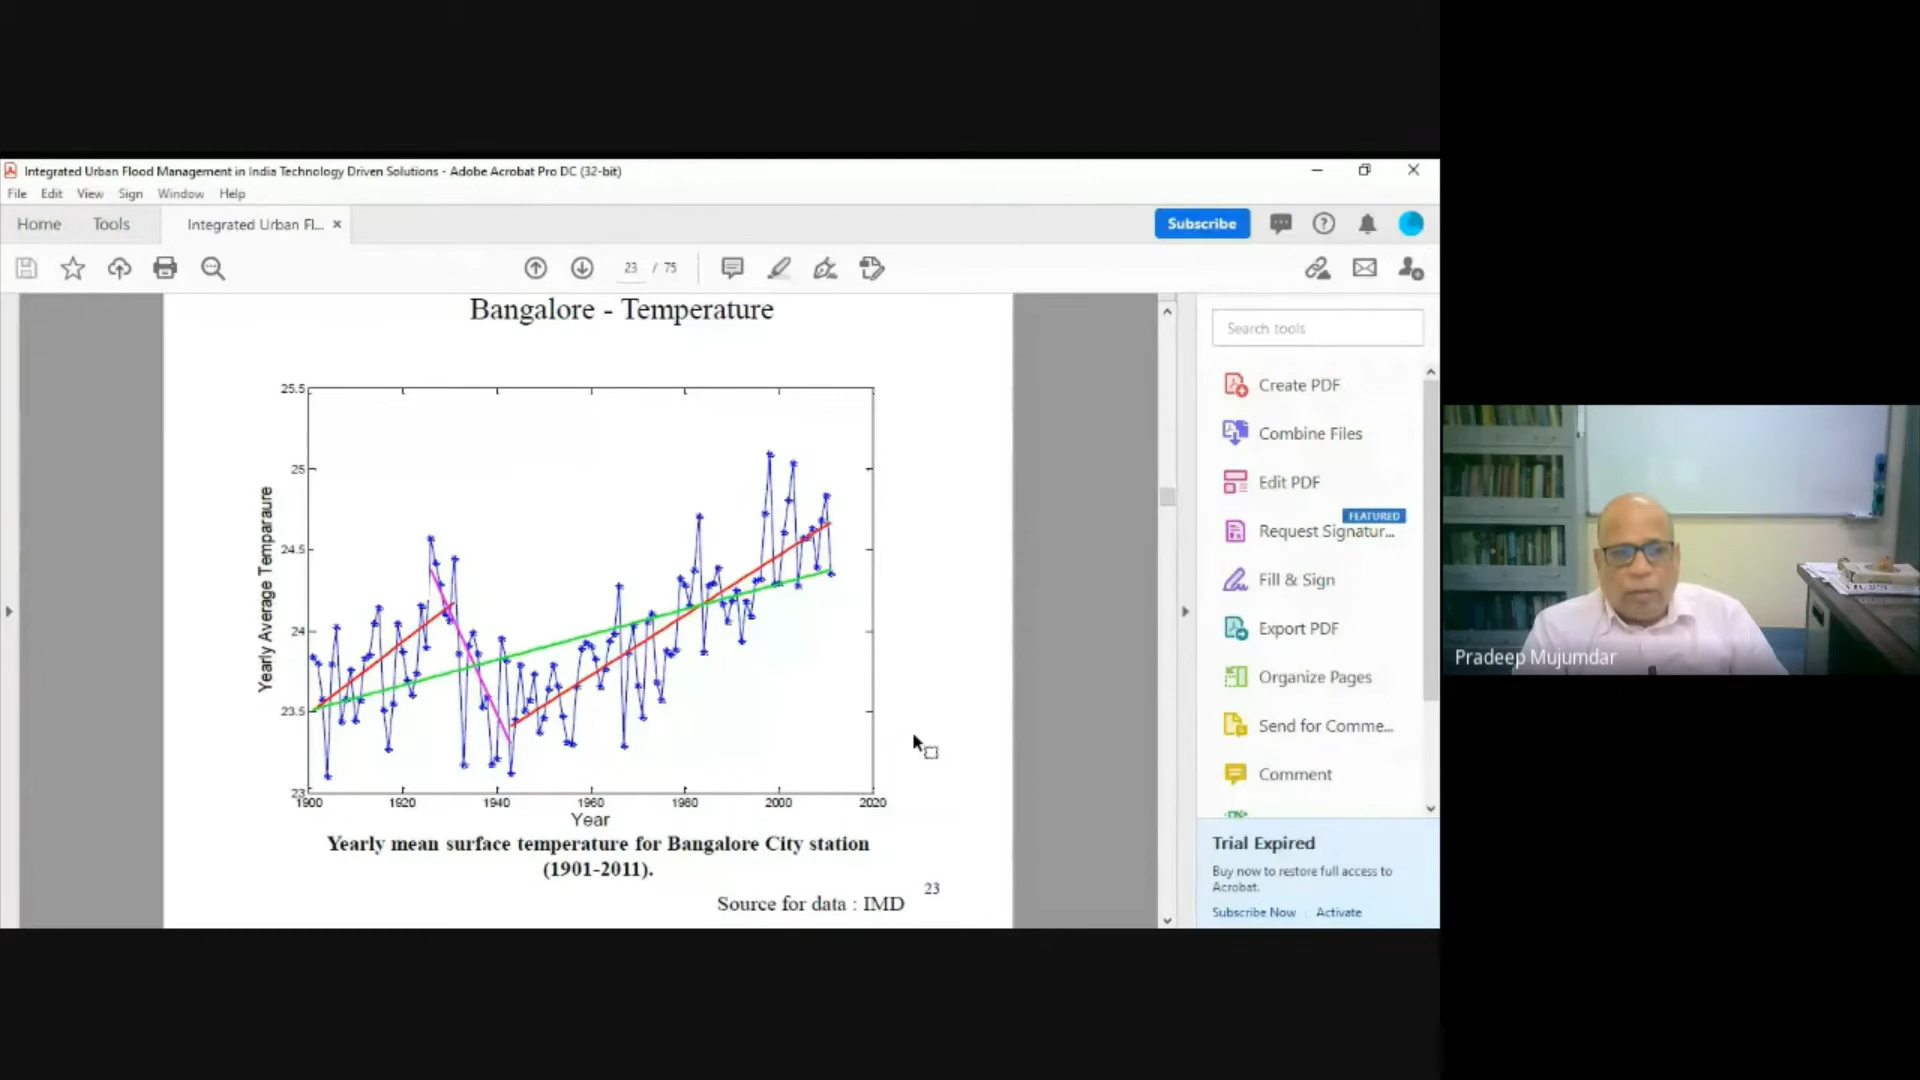 Integrated Urban Flood Management in India Technology Driven Solutions - Adobe Acrobat Pro DC (32-bit)
File Edit View Sign Window Help
Home Tools Integrated Urban Fl... ×
Subscribe
23 / 75
Bangalore - Temperature
25.5
25
24.5
24
23.5
23
Yearly Average Temparaure
1900 1920 1940 1960 1980 2000 2020
Year
Yearly mean surface temperature for Bangalore City station
(1901-2011).
23
Source for data : IMD
Search tools
Create PDF
Combine Files
Edit PDF
FEATURED
Request Signatur...
Fill & Sign
Export PDF
Organize Pages
Send for Comme...
Comment
Trial Expired
Buy now to restore full access to
Acrobat.
Subscribe Now Activate
Pradeep Mujumdar